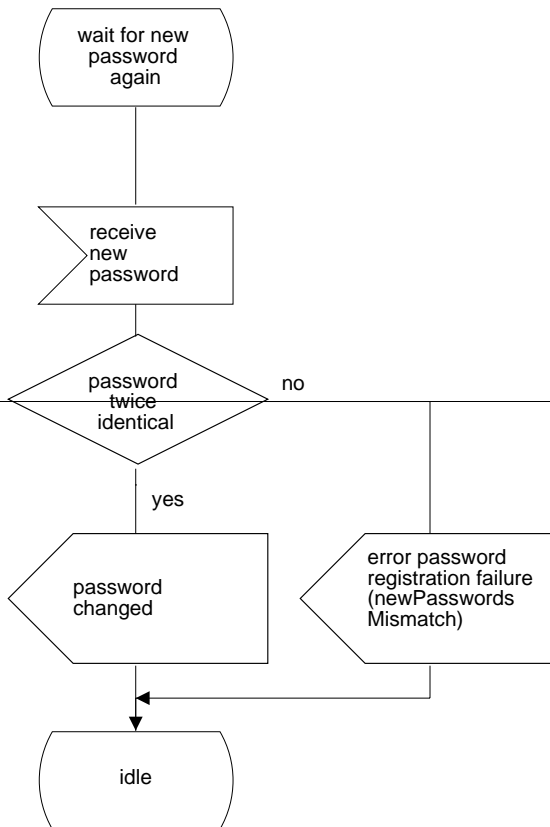 wait for new
password
again
receive
new
password
password
twice
identical
no
yes
password
changed
error password
registration failure
(newPasswords
Mismatch)
idle